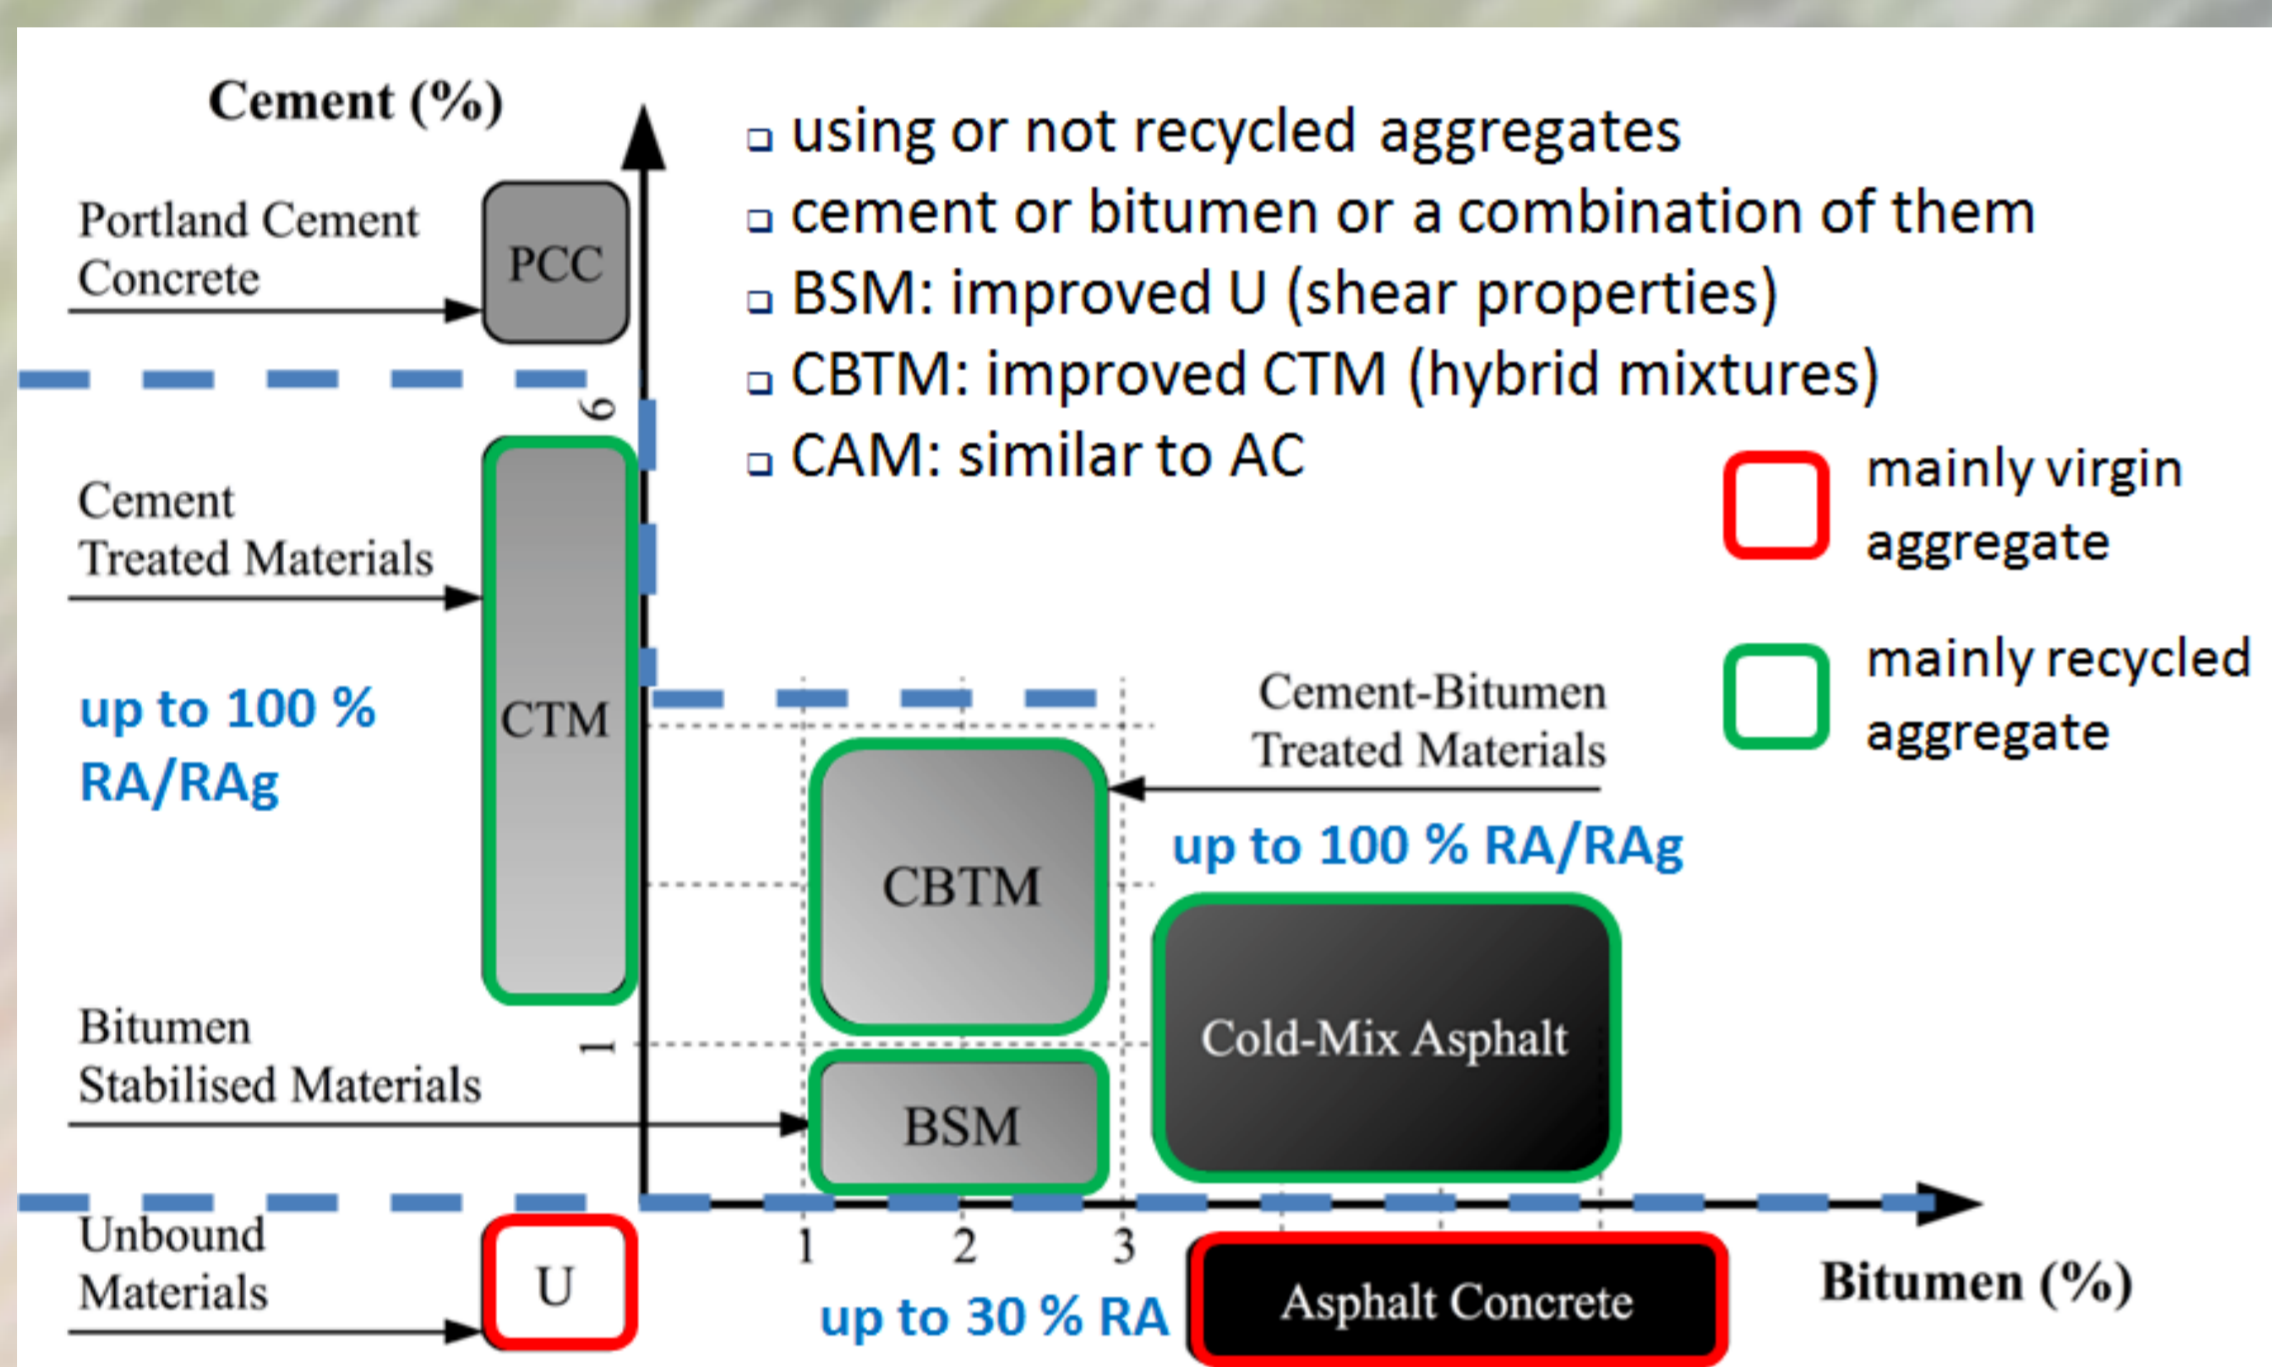 Cement (%)
❑ using or not recycled aggregates
❑ cement or bitumen or a combination of them
❑ BSM: improved U (shear properties)
❑ CBTM: improved CTM (hybrid mixtures)
❑ CAM: similar to AC
Portland Cement
Concrete
PCC
6
mainly virgin
aggregate
mainly recycled
aggregate
Cement
Treated Materials
up to 100 %
RA/RAg
CTM
Cement-Bitumen
Treated Materials
up to 100 % RA/RAg
CBTM
Cold-Mix Asphalt
1
Bitumen
Stabilised Materials
BSM
Unbound
Materials
U
1
2
3
up to 30 % RA
Asphalt Concrete
Bitumen (%)